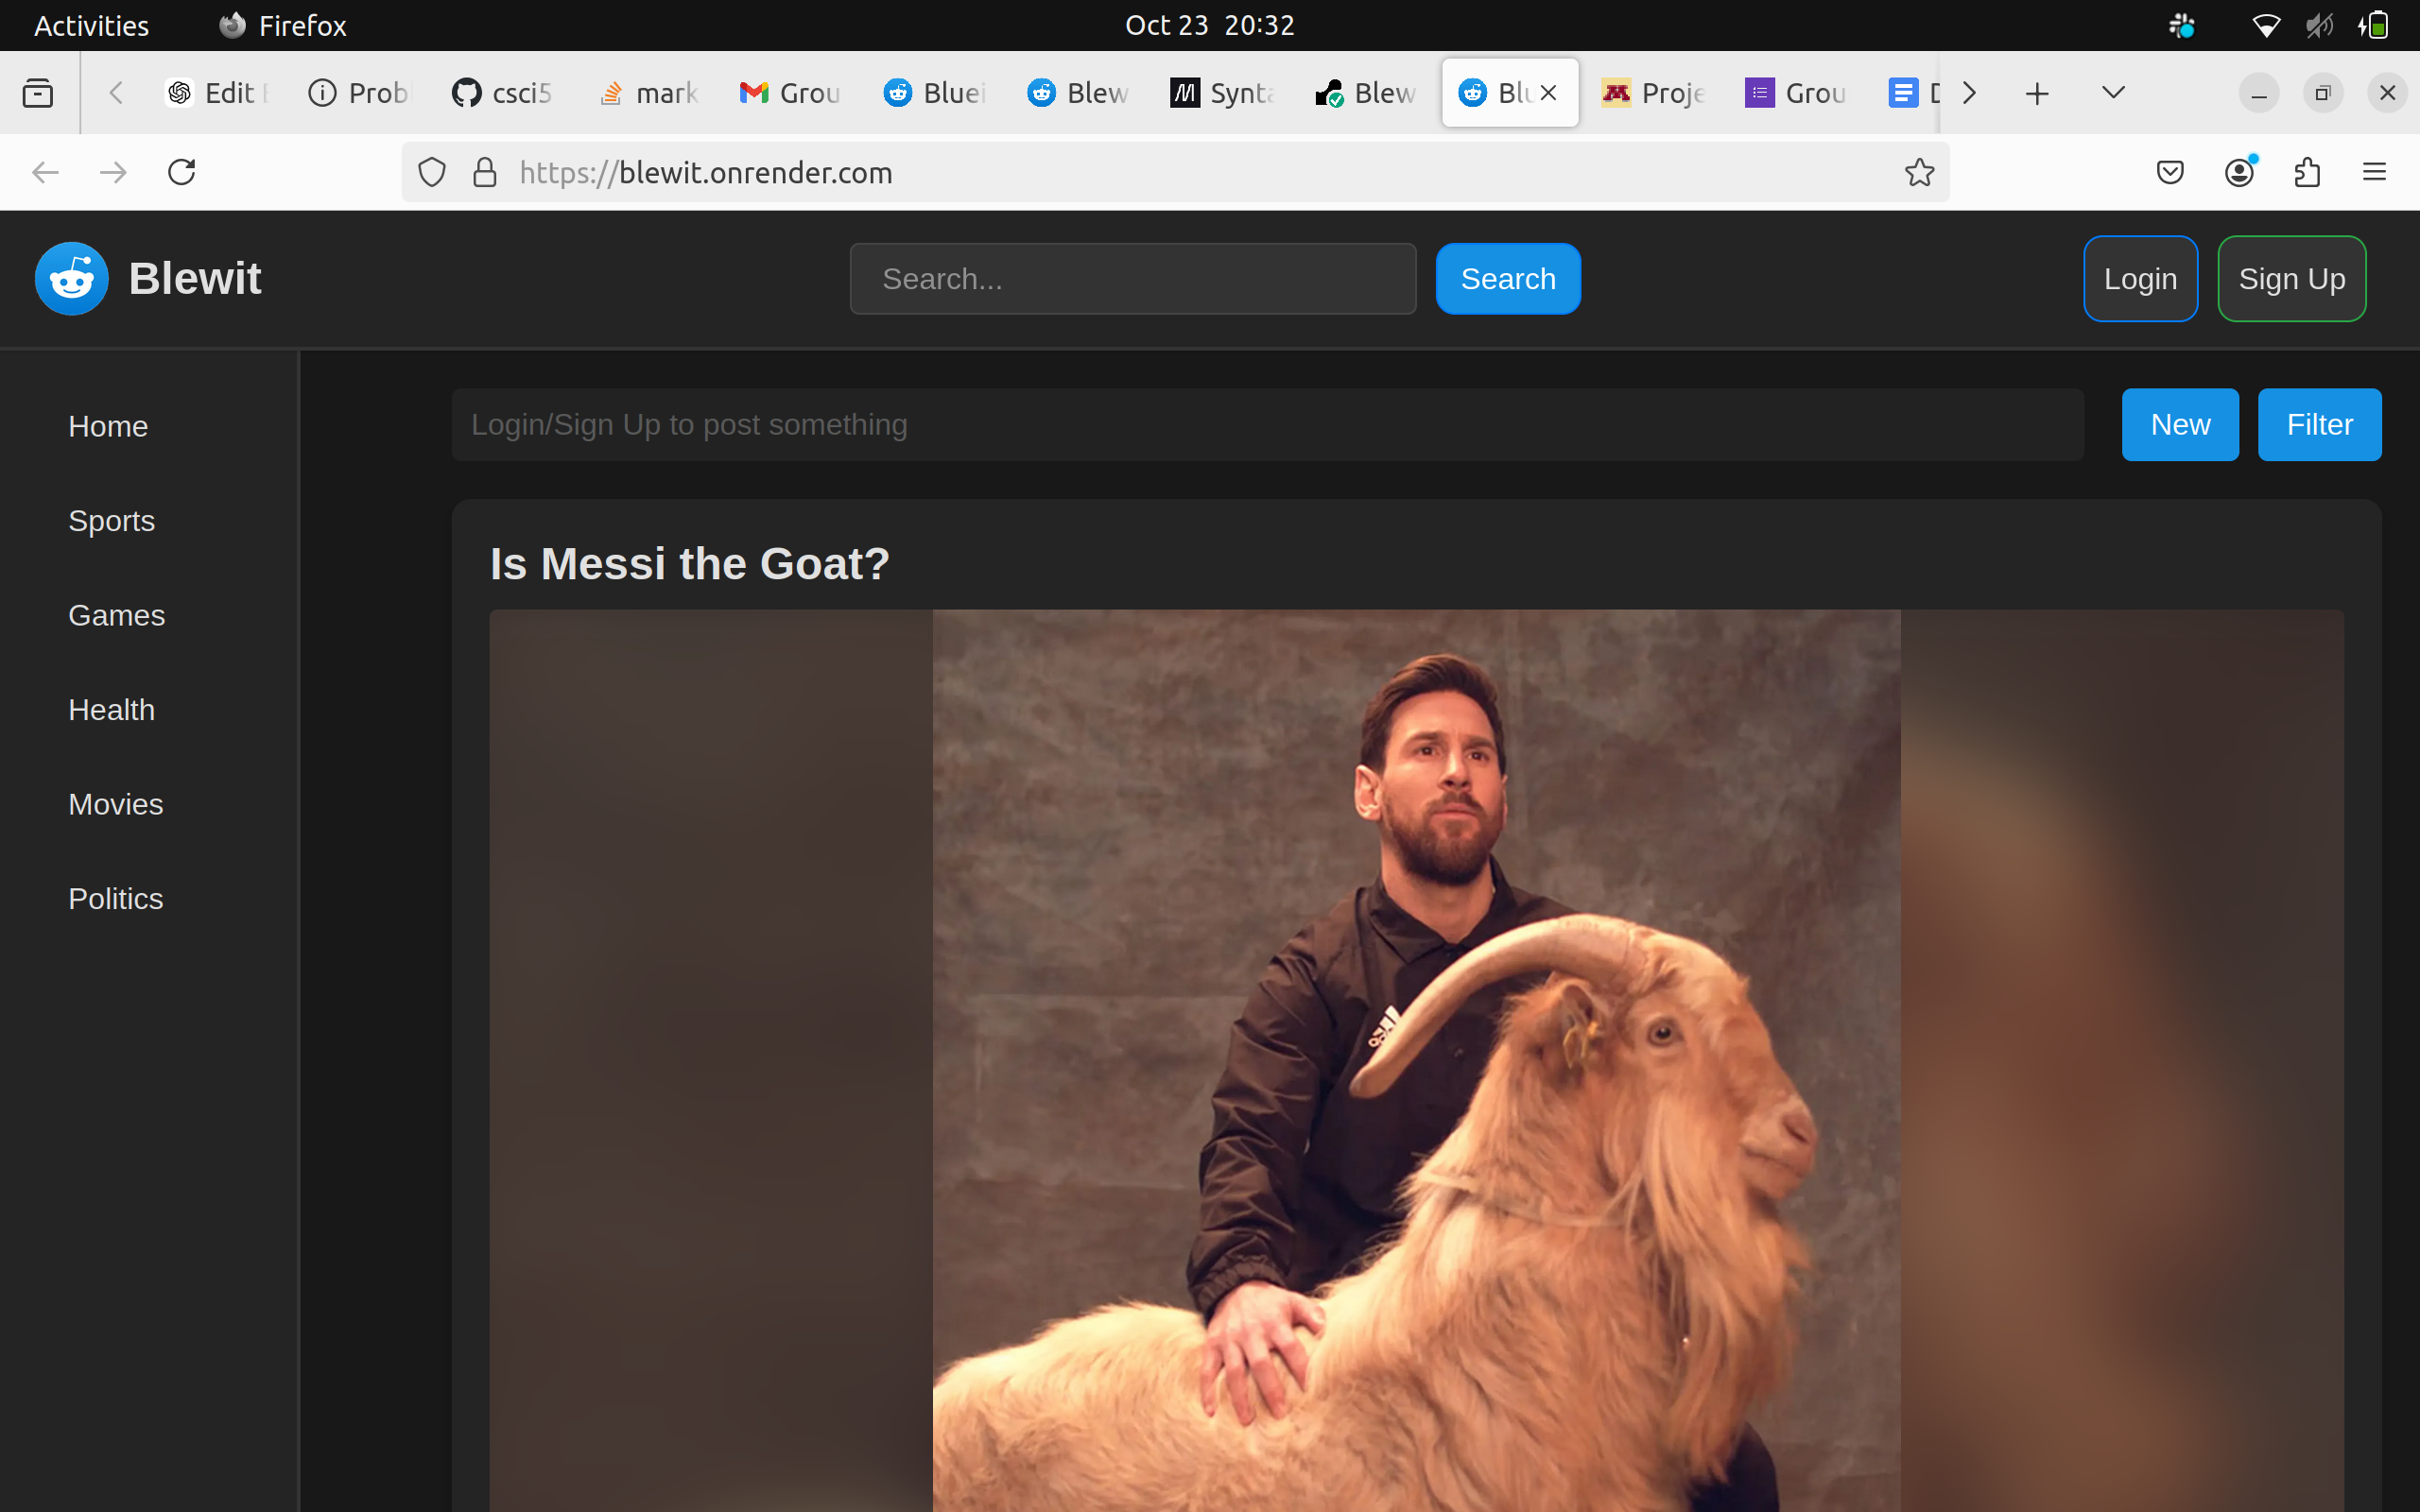 Activities Firefox Oct 23 20:32
Edit Prob csci5 mark Grou Bluei Blew Synta Blew Blu Proje Grou
https://blewit.onrender.com
Blewit Search... Search Login Sign Up
Login/Sign Up to post something New Filter
Home
Sports
Games
Health
Movies
Politics
Is Messi the Goat?
adidas